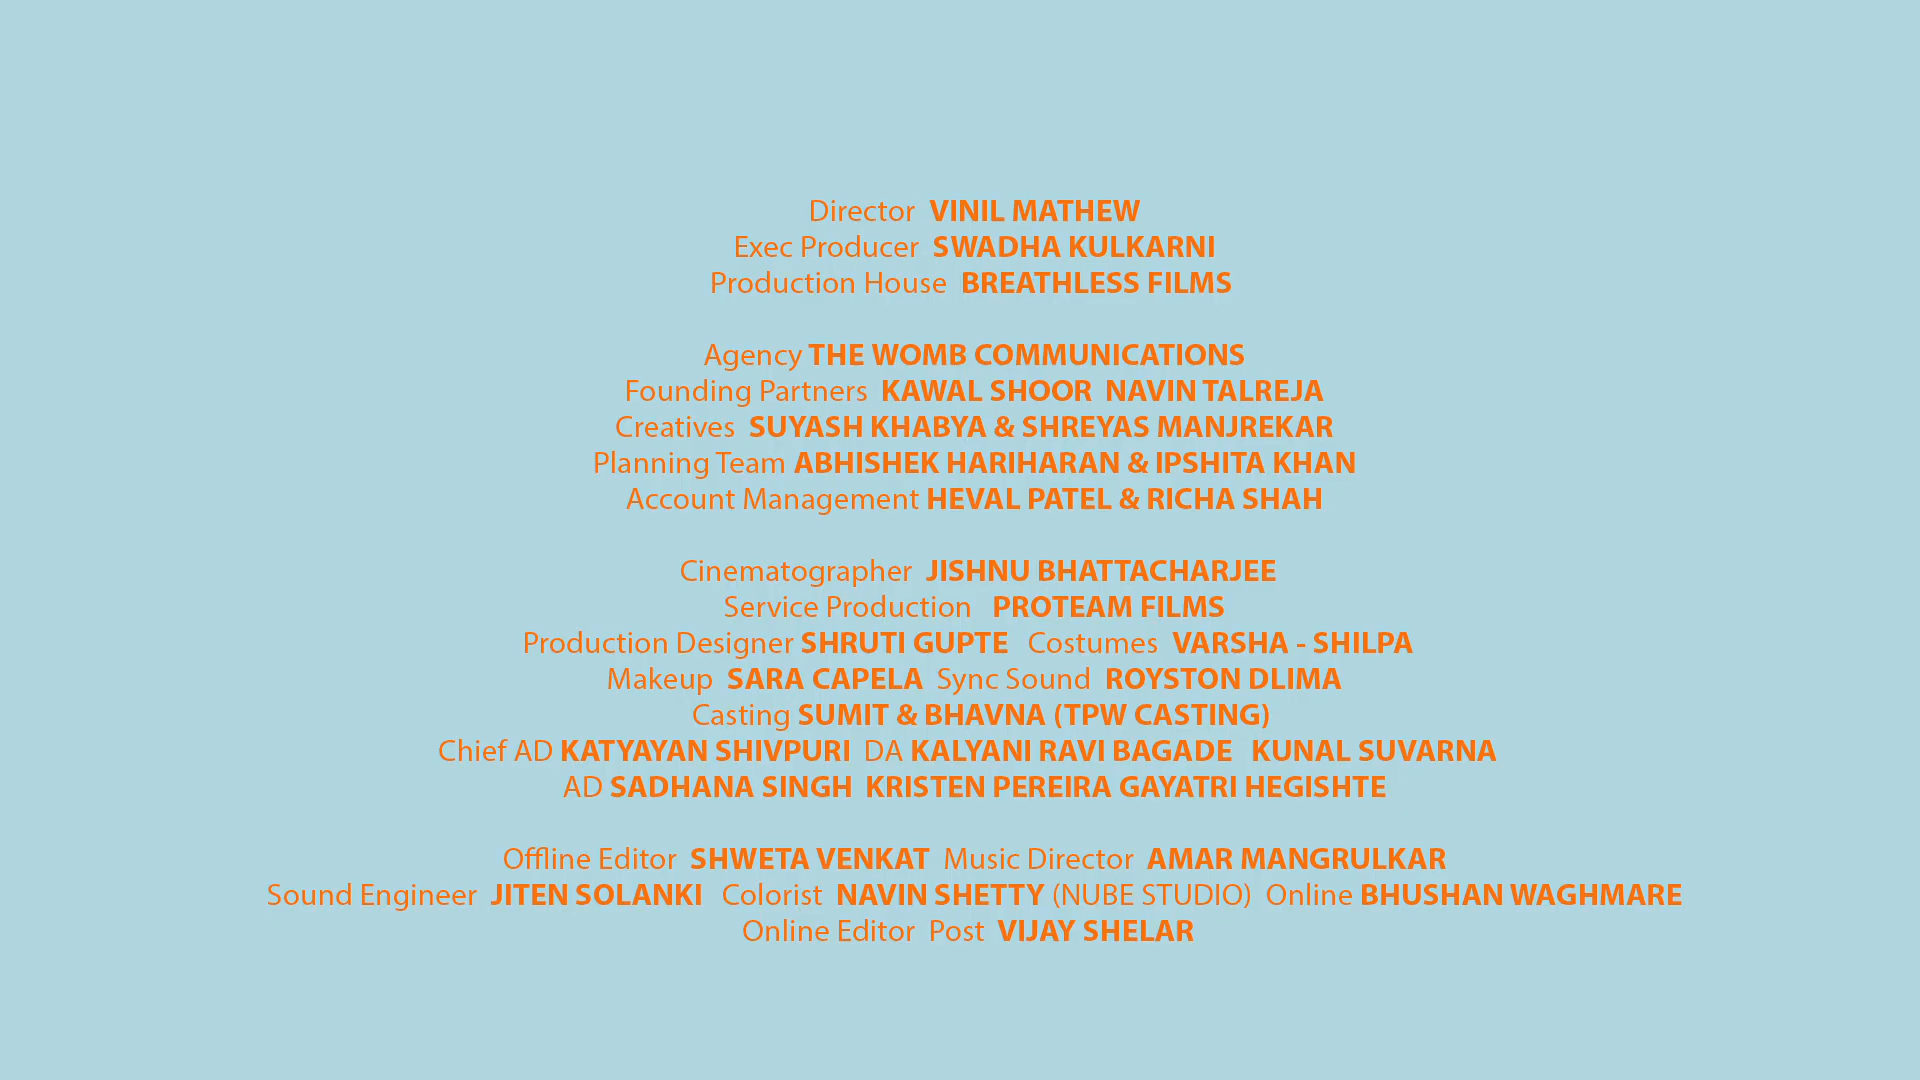 Director VINIL MATHEW
Exec Producer SWADHA KULKARNI
Production House BREATHLESS FILMS
Agency THE WOMB COMMUNICATIONS
Founding Partners KAWAL SHOOR NAVIN TALREJA
Creatives SUYASH KHABYA & SHREYAS MANJREKAR
Planning Team ABHISHEK HARIHARAN & IPSHITA KHAN
Account Management HEVAL PATEL & RICHA SHAH
Cinematographer JISHNU BHATTACHARJEE
Service Production PROTEAM FILMS
Production Designer SHRUTI GUPTE Costumes VARSHA - SHILPA
Makeup SARA CAPELA Sync Sound ROYSTON DLIMA
Casting SUMIT & BHAVNA (TPW CASTING)
Chief AD KATYAYAN SHIVPURI DA KALYANI RAVI BAGADE KUNAL SUVARNA
AD SADHANA SINGH KRISTEN PEREIRA GAYATRI HEGISHTE
Offline Editor SHWETA VENKAT Music Director AMAR MANGRULKAR
Sound Engineer JITEN SOLANKI Colorist NAVIN SHETTY (NUBE STUDIO) Online BHUSHAN WAGHMARE
Online Editor Post VIJAY SHELAR